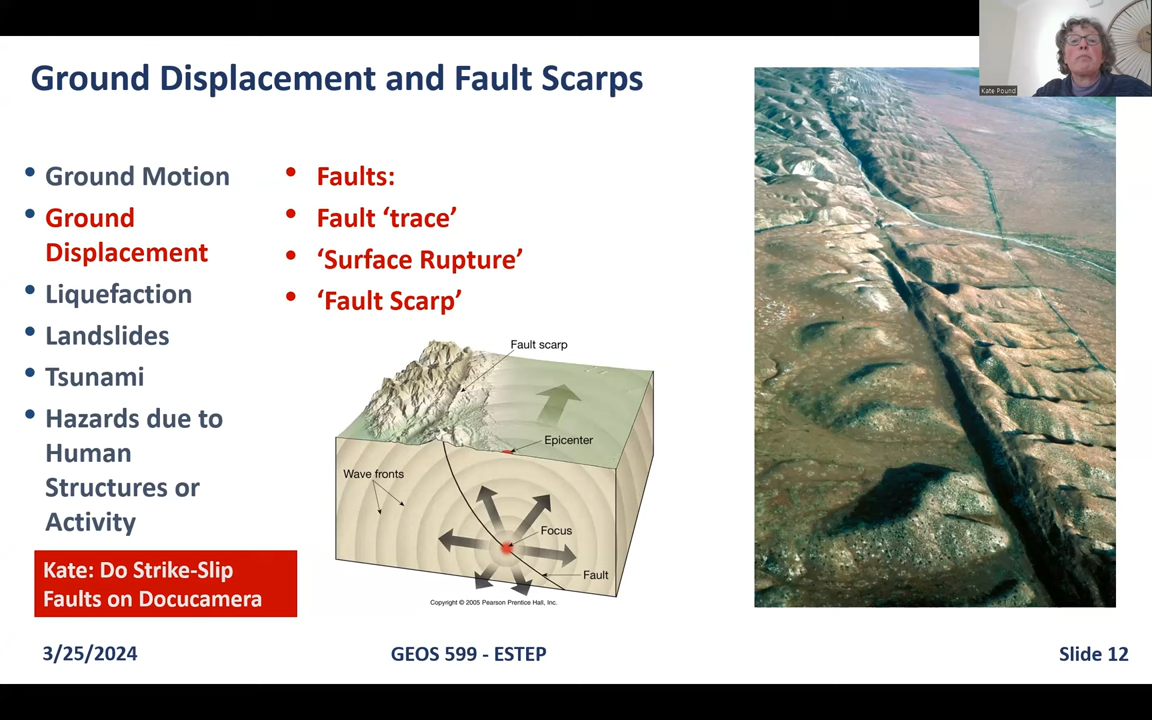 Ground Displacement and Fault Scarps
Kate Pound
• Ground Motion
• Ground
Displacement
• Liquefaction
• Landslides
• Tsunami
• Hazards due to
Human
Structures or
Activity
• Faults:
• Fault ‘trace’
• ‘Surface Rupture’
• ‘Fault Scarp’
Fault scarp
Epicenter
Wave fronts
Focus
Fault
Copyright © 2005 Pearson Prentice Hall, Inc.
Kate: Do Strike-Slip
Faults on Docucamera
3/25/2024
GEOS 599 - ESTEP
Slide 12